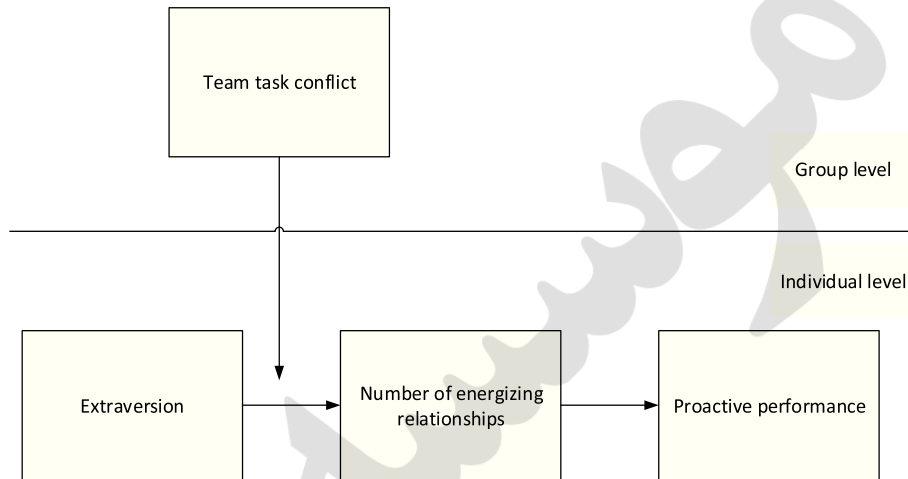 Team task conflict
Group level
Individual level
Extraversion
Number of energizing
relationships
Proactive performance